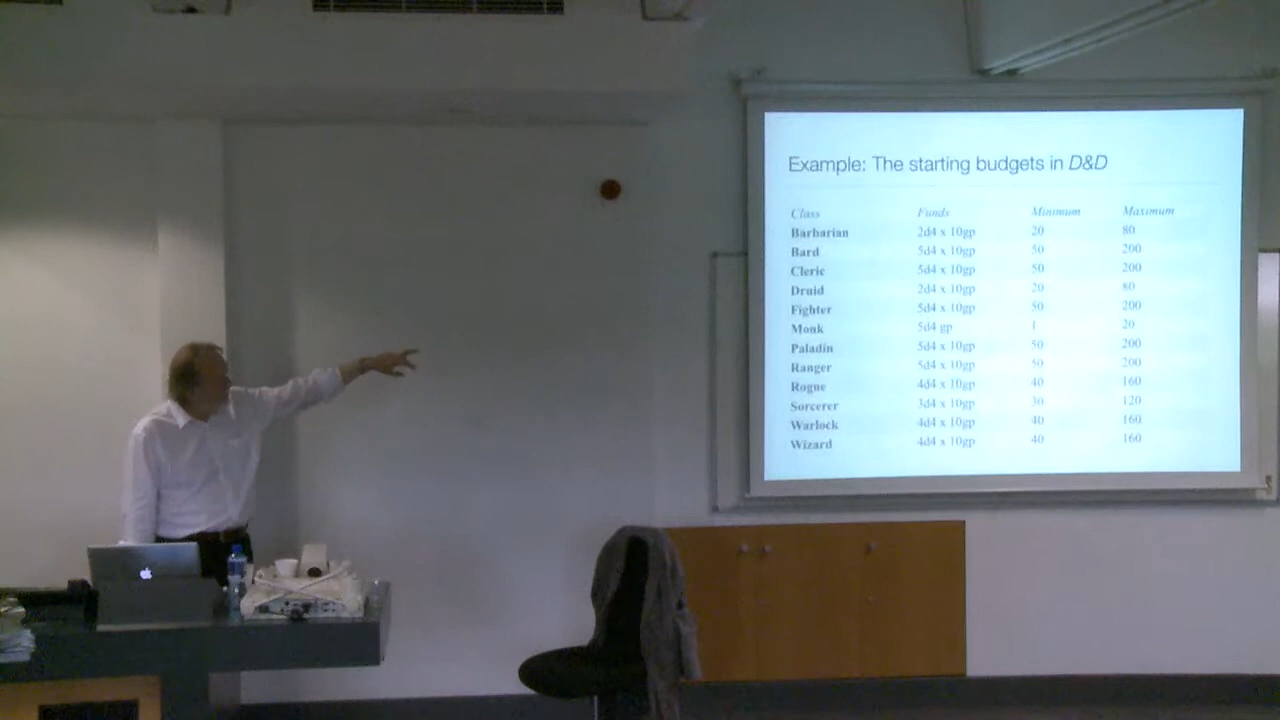 Example: The starting budgets in D&D
Class Funds Minimum Maximum
Barbarian 2d4 x 10gp 20 80
Bard 5d4 x 10gp 50 200
Cleric 5d4 x 10gp 50 200
Druid 2d4 x 10gp 20 80
Fighter 5d4 x 10gp 50 200
Monk 5d4 gp 1 20
Paladin 5d4 x 10gp 50 200
Ranger 5d4 x 10gp 50 200
Rogue 4d4 x 10gp 40 160
Sorcerer 3d4 x 10gp 30 120
Warlock 4d4 x 10gp 40 160
Wizard 4d4 x 10gp 40 160